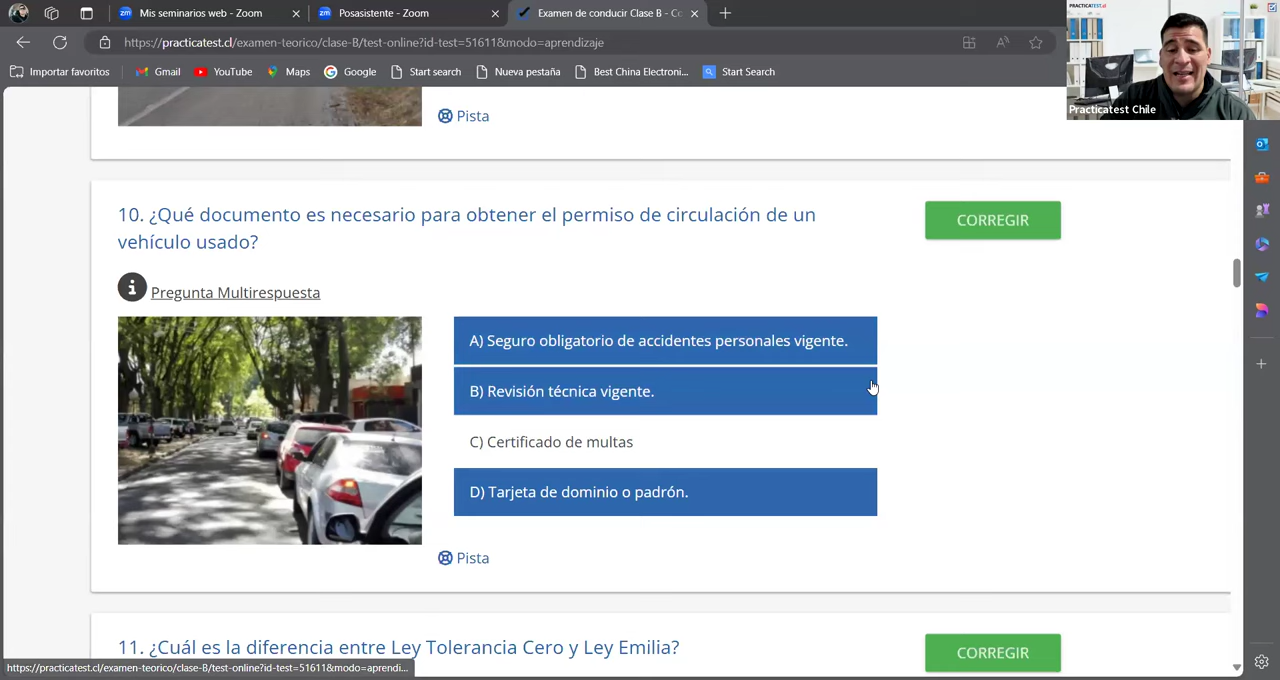 Mis seminarios web - Zoom
Posasistente - Zoom
Examen de conducir Clase B - Co
PRACTICATEST.cl
https://practicatest.cl/examen-teorico/clase-B/test-online?id-test=51611&modo=aprendizaje
Importar favoritos
Gmail
YouTube
Maps
Google
Start search
Nueva pestaña
Best China Electroni...
Start Search
Practicatest Chile
Pista
10. ¿Qué documento es necesario para obtener el permiso de circulación de un
vehículo usado?
CORREGIR
Pregunta Multirespuesta
A) Seguro obligatorio de accidentes personales vigente.
B) Revisión técnica vigente.
C) Certificado de multas
D) Tarjeta de dominio o padrón.
Pista
11. ¿Cuál es la diferencia entre Ley Tolerancia Cero y Ley Emilia?
CORREGIR
https://practicatest.cl/examen-teorico/clase-B/test-online?id-test=51611&modo=aprendi...